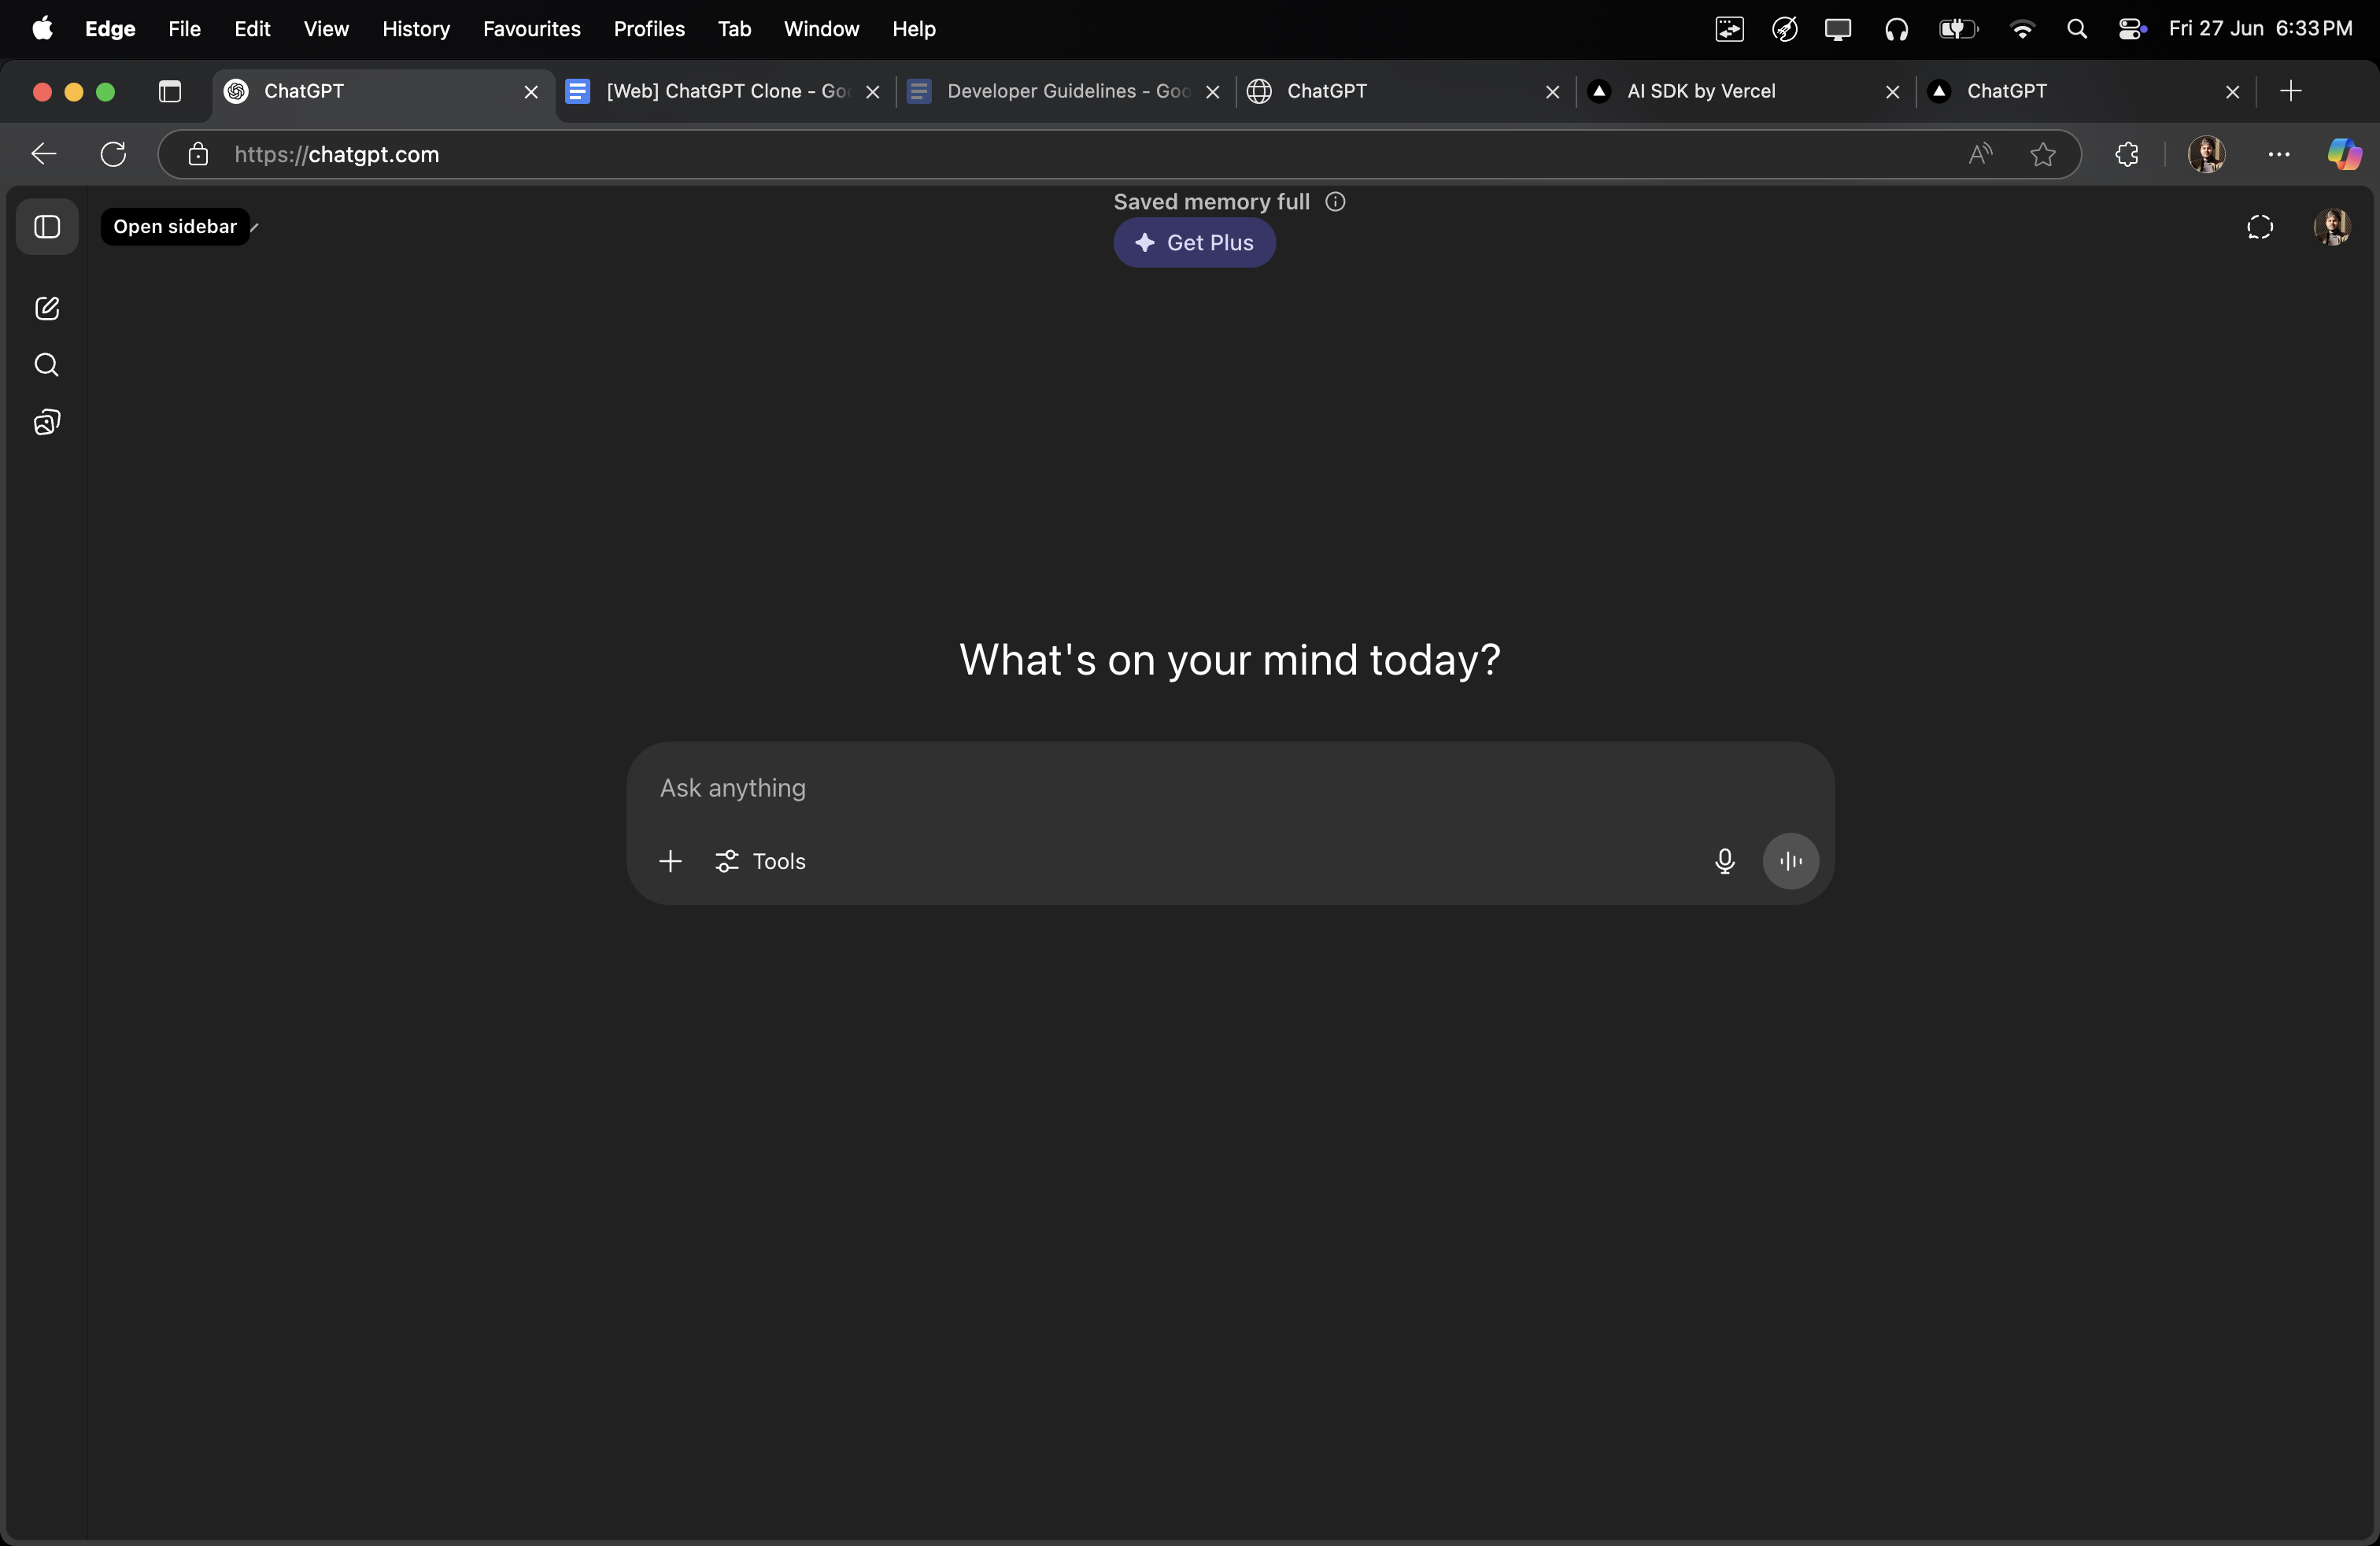 Edge File Edit View History Favourites Profiles Tab Window Help Fri 27 Jun 6:33 PM
ChatGPT [Web] ChatGPT Clone - Goo Developer Guidelines - Goo ChatGPT AI SDK by Vercel ChatGPT
https://chatgpt.com
Saved memory full
Open sidebar
Get Plus
What's on your mind today?
Ask anything
Tools